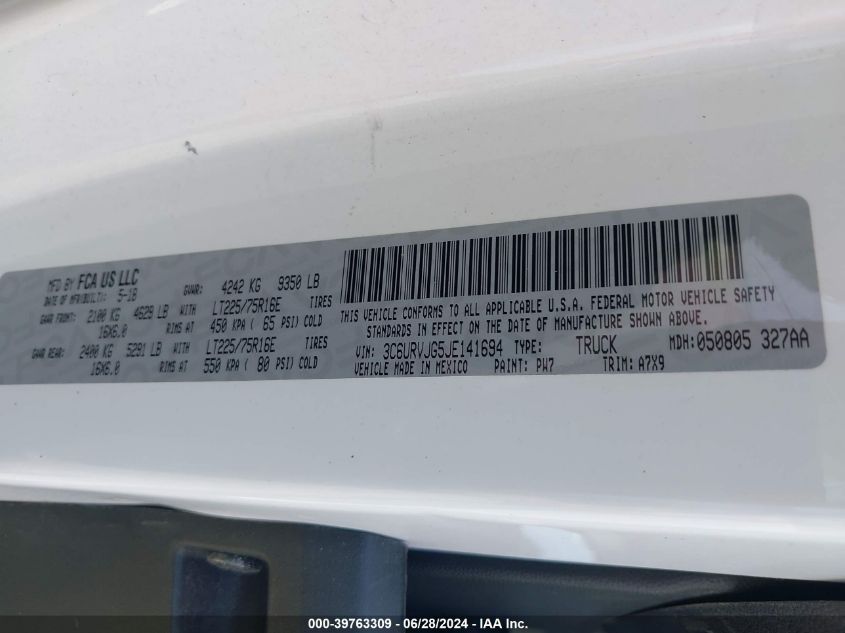 MFD BY FCA US LLC
DATE OF MFR(BUILT): 5-18 GVWR: 4242 KG 9350 LB
GAWR FRONT: 2100 KG 4629 LB WITH LT225/75R16E TIRES
16X6.0 RIMS AT 450 KPA ( 65 PSI) COLD
GAWR REAR: 2400 KG 5291 LB WITH LT225/75R16E TIRES
16X6.0 RIMS AT 550 KPA ( 80 PSI) COLD
THIS VEHICLE CONFORMS TO ALL APPLICABLE U.S.A. FEDERAL MOTOR VEHICLE SAFETY
STANDARDS IN EFFECT ON THE DATE OF MANUFACTURE SHOWN ABOVE.
VIN: 3C6URVJG5JE141694 TYPE: TRUCK MDH:050805 327AA
VEHICLE MADE IN MEXICO PAINT: PW7 TRIM: A7X9
000-39763309 - 06/28/2024 - IAA Inc.